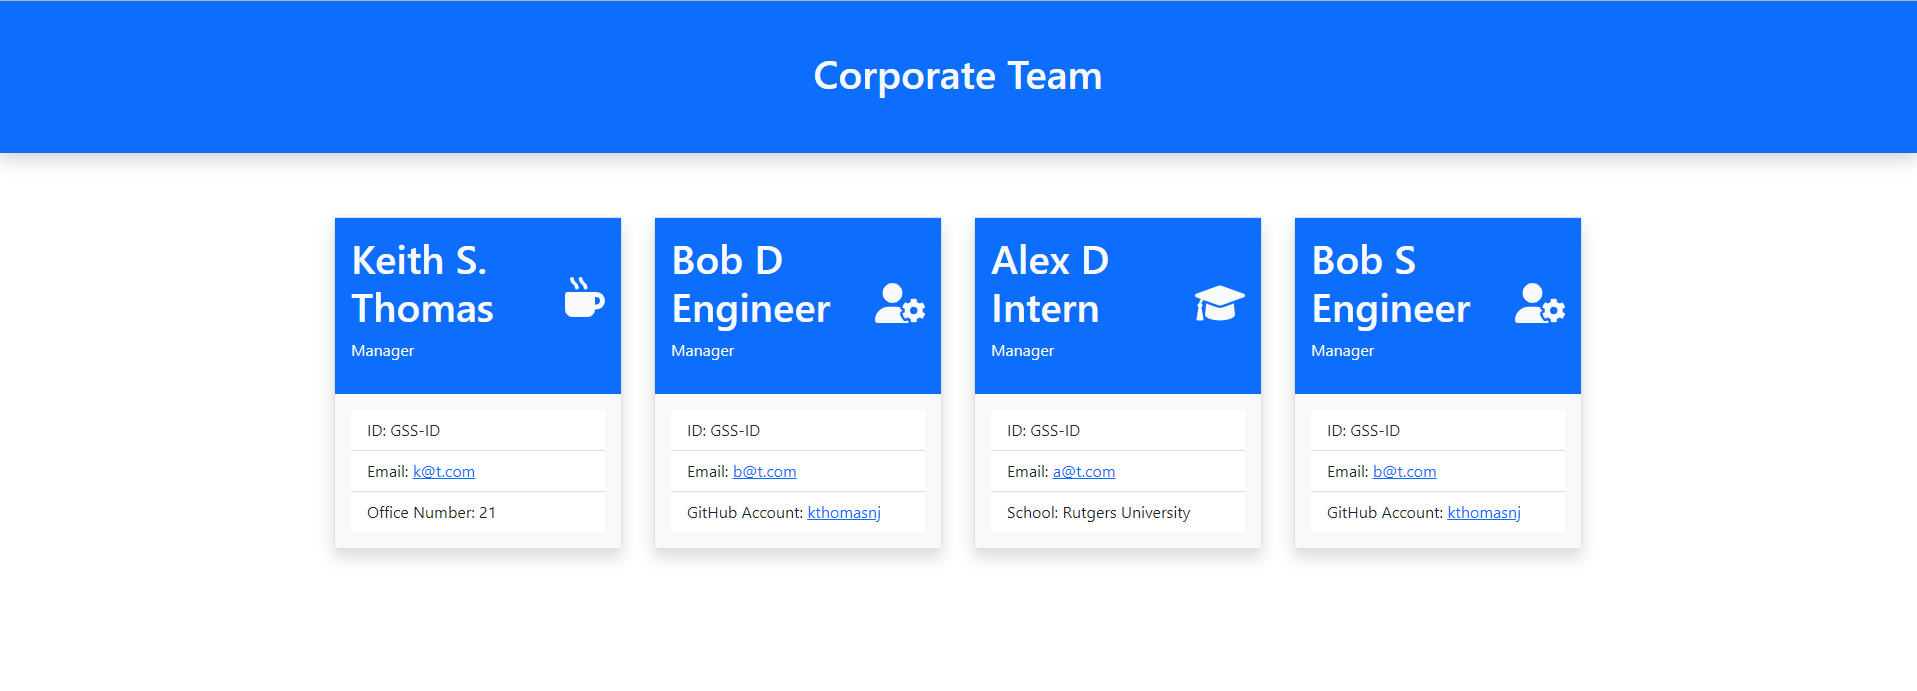 Corporate Team
Keith S.
Thomas
Manager
ID: GSS-ID
Email: k@t.com
Office Number: 21
Bob D
Engineer
Manager
ID: GSS-ID
Email: b@t.com
GitHub Account: kthomasnj
Alex D
Intern
Manager
ID: GSS-ID
Email: a@t.com
School: Rutgers University
Bob S
Engineer
Manager
ID: GSS-ID
Email: b@t.com
GitHub Account: kthomasnj